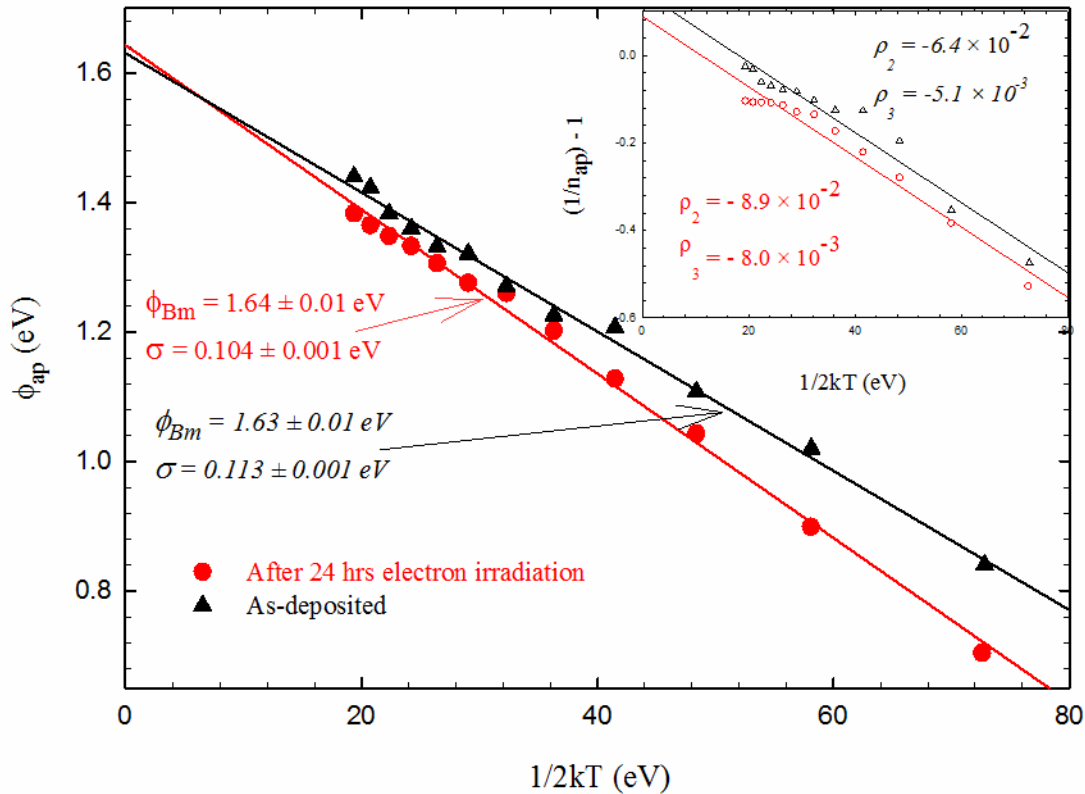 ϕap (eV)
1.6
1.4
1.2
1.0
0.8
0
20
40
60
80
1/2kT (eV)
ϕBm = 1.64 ± 0.01 eV
σ = 0.104 ± 0.001 eV
ϕBm = 1.63 ± 0.01 eV
σ = 0.113 ± 0.001 eV
After 24 hrs electron irradiation
As-deposited
(1/nap) - 1
0.0
-0.2
-0.4
-0.6
0
20
40
60
80
1/2kT (eV)
ρ2 = -6.4 × 10-2
ρ3 = -5.1 × 10-3
ρ2 = - 8.9 × 10-2
ρ3 = - 8.0 × 10-3